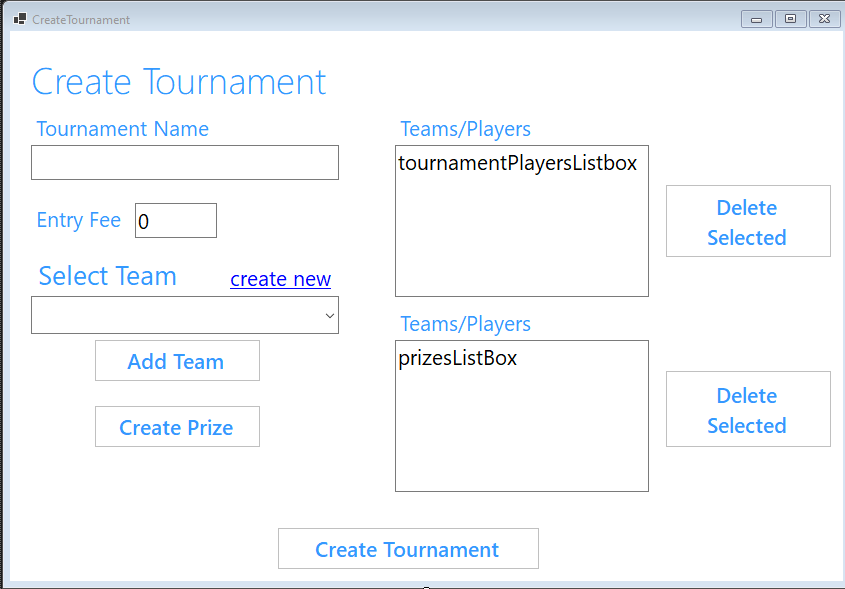 CreateTournament
Create Tournament
Tournament Name
Entry Fee 0
Select Team create new
Add Team
Create Prize
Teams/Players
tournamentPlayersListbox
Delete
Selected
Teams/Players
prizesListBox
Delete
Selected
Create Tournament